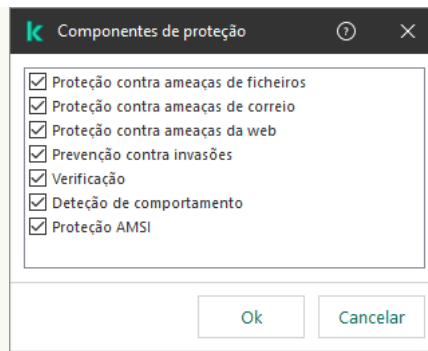 Componentes de proteção
Proteção contra ameaças de ficheiros
Proteção contra ameaças de correio
Proteção contra ameaças da web
Prevenção contra invasões
Verificação
Deteção de comportamento
Proteção AMSI
Ok Cancelar